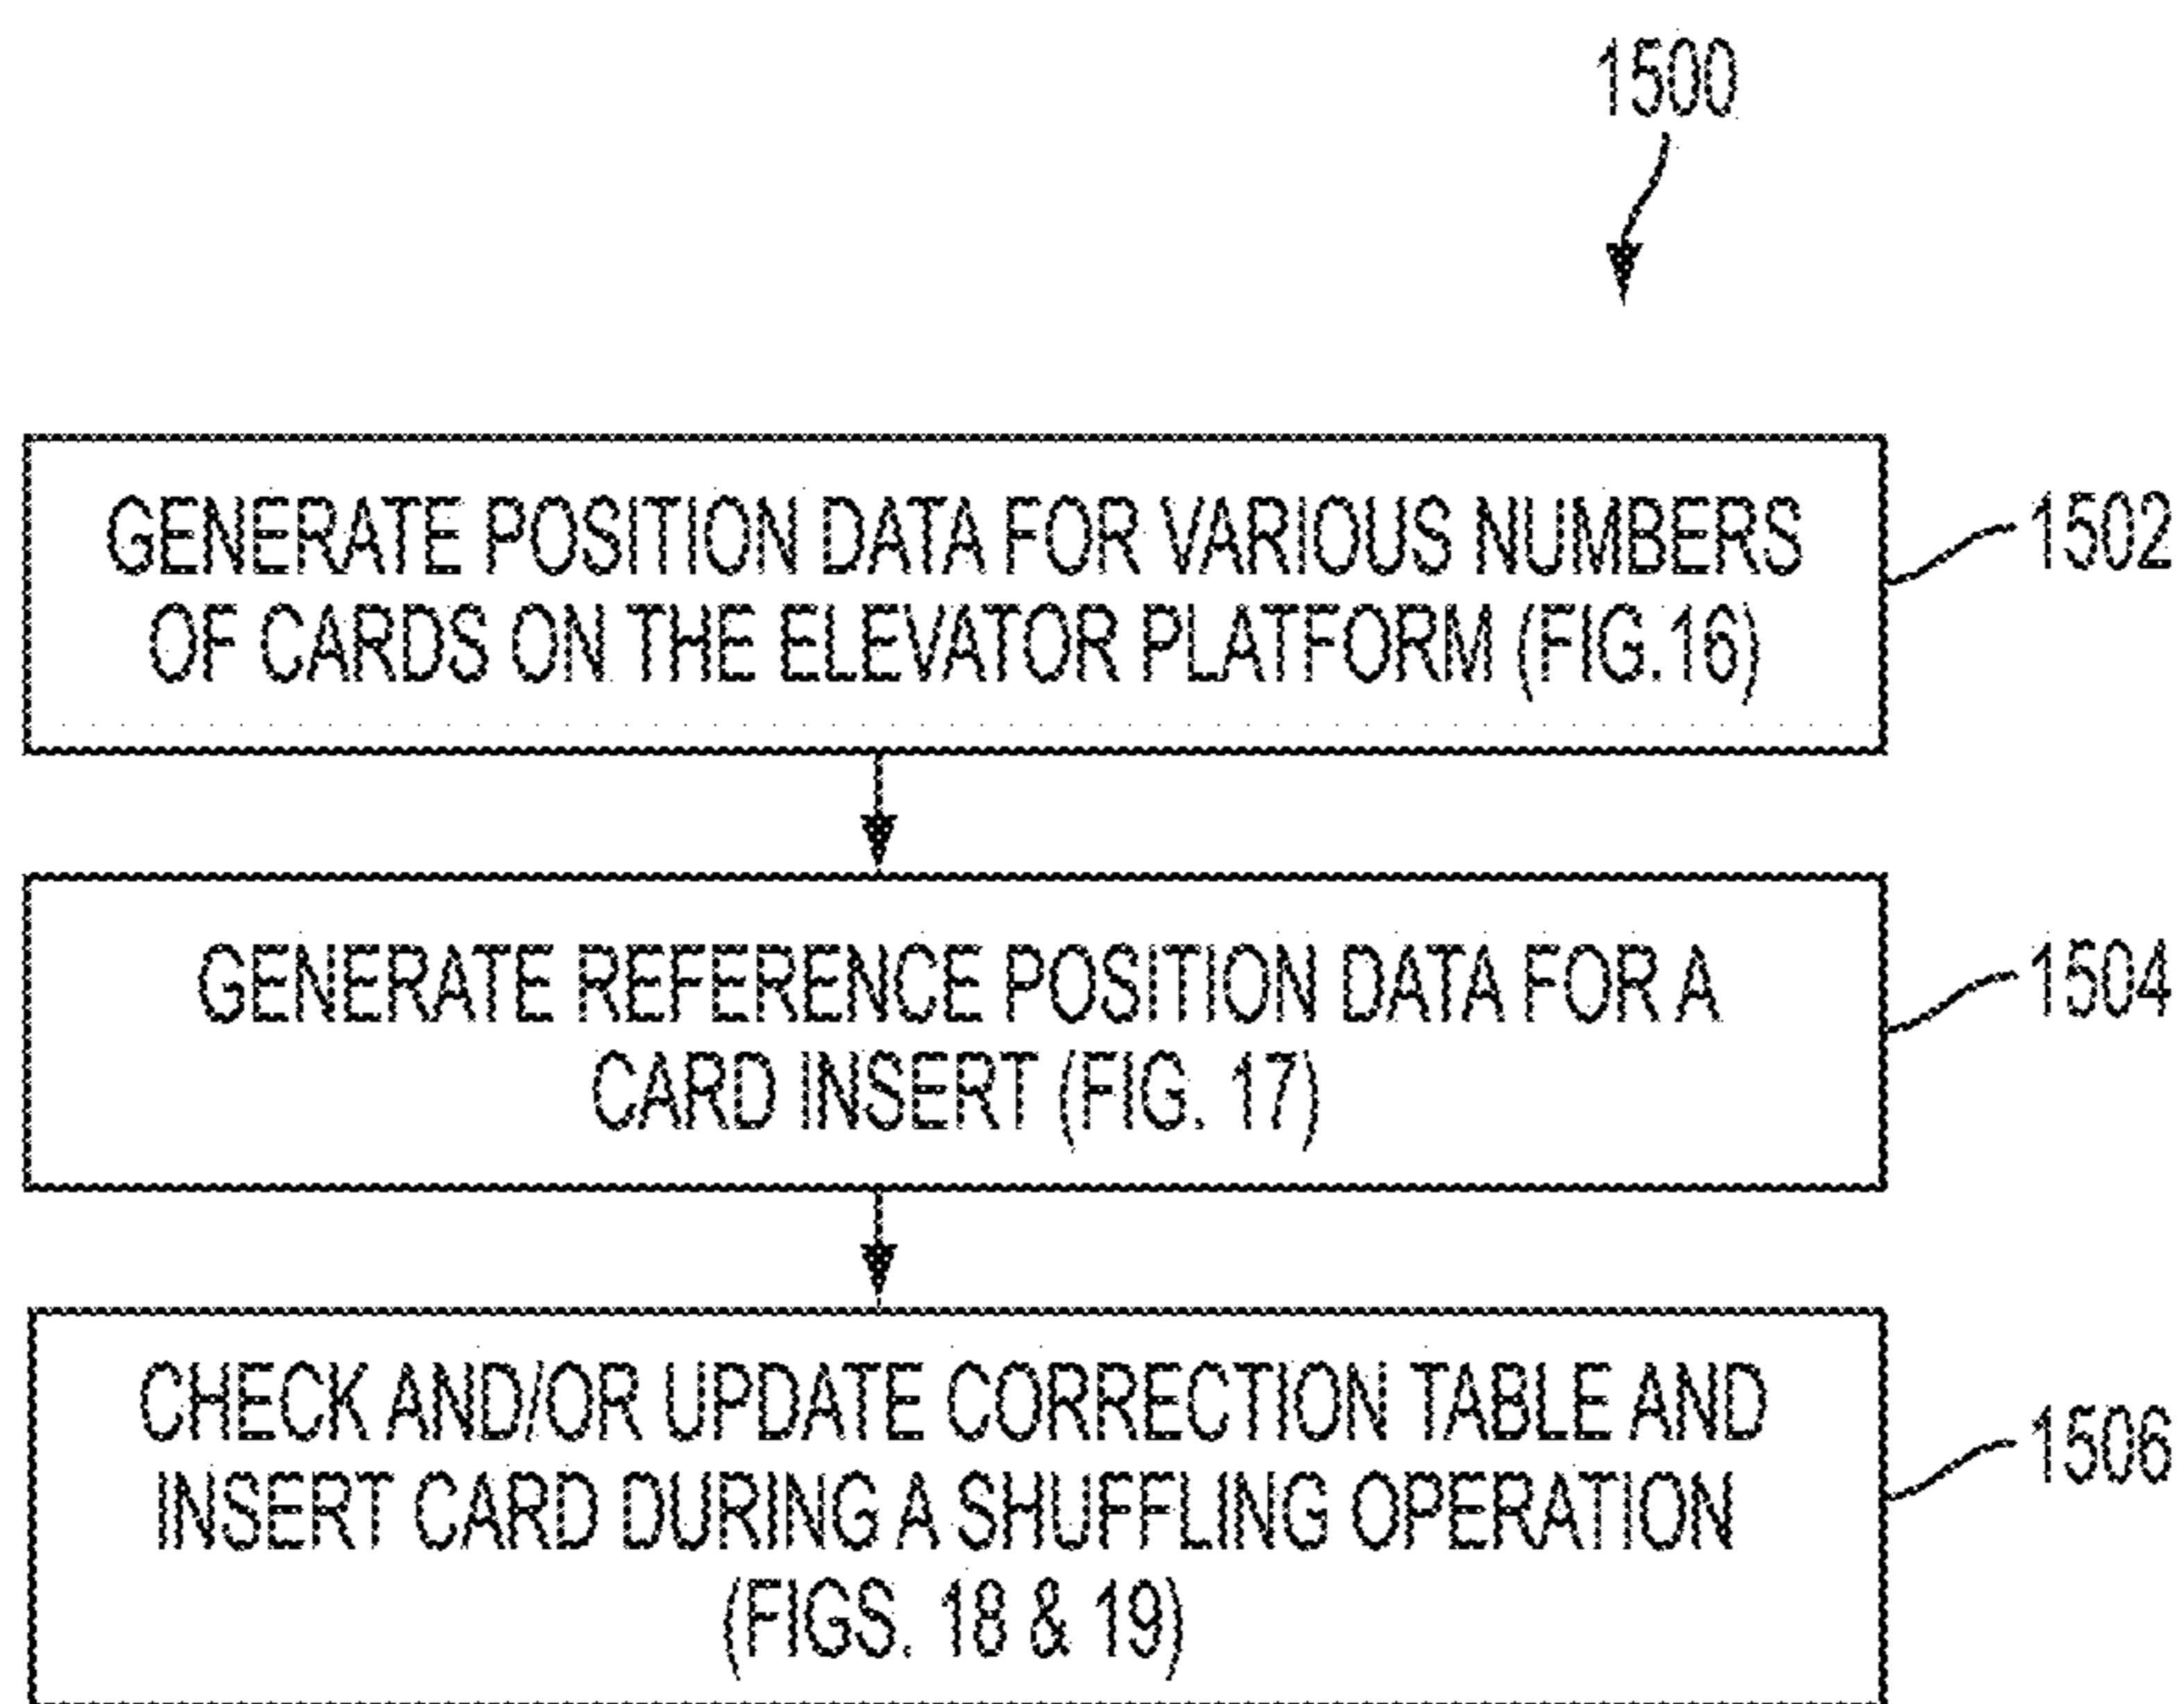 1500
GENERATE POSITION DATA FOR VARIOUS NUMBERS
OF CARDS ON THE ELEVATOR PLATFORM (FIG.16)
1502
GENERATE REFERENCE POSITION DATA FOR A
CARD INSERT (FIG. 17)
1504
CHECK AND/OR UPDATE CORRECTION TABLE AND
INSERT CARD DURING A SHUFFLING OPERATION
(FIGS. 18 & 19)
1506